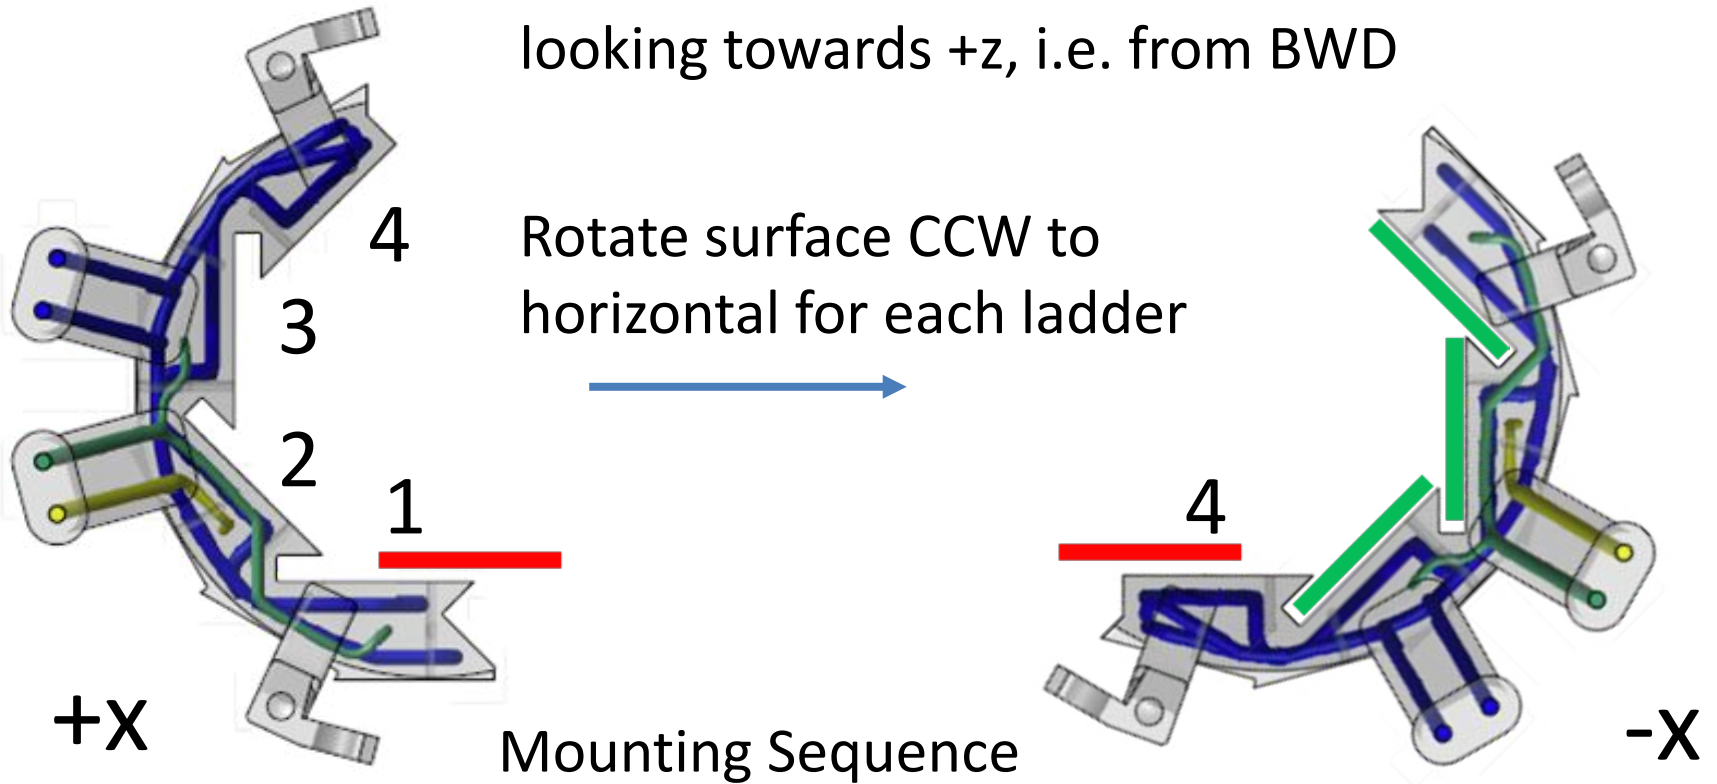 looking towards +z, i.e. from BWD
4
Rotate surface CCW to
horizontal for each ladder
3
2
1
4
+x
-x
Mounting Sequence